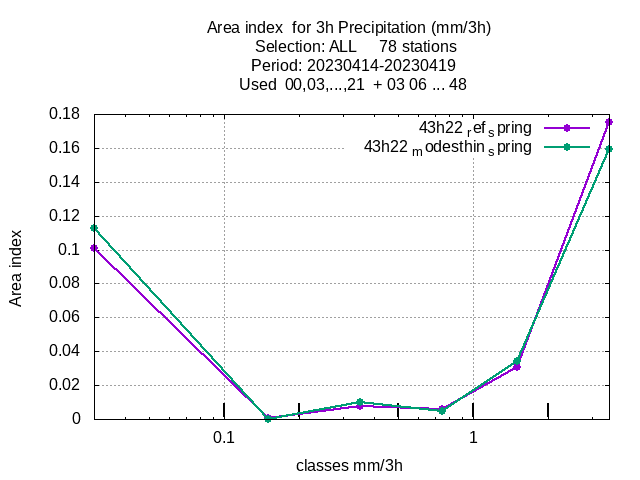 Area index  for 3h Precipitation (mm/3h)
Selection: ALL     78 stations
Period: 20230414-20230419
Used  00,03,...,21  + 03 06 ... 48
43h22 ref spring
43h22 modesthin spring
0.18
0.16
0.14
0.12
0.1
0.08
0.06
0.04
0.02
0
Area index
0.1 1
classes mm/3h